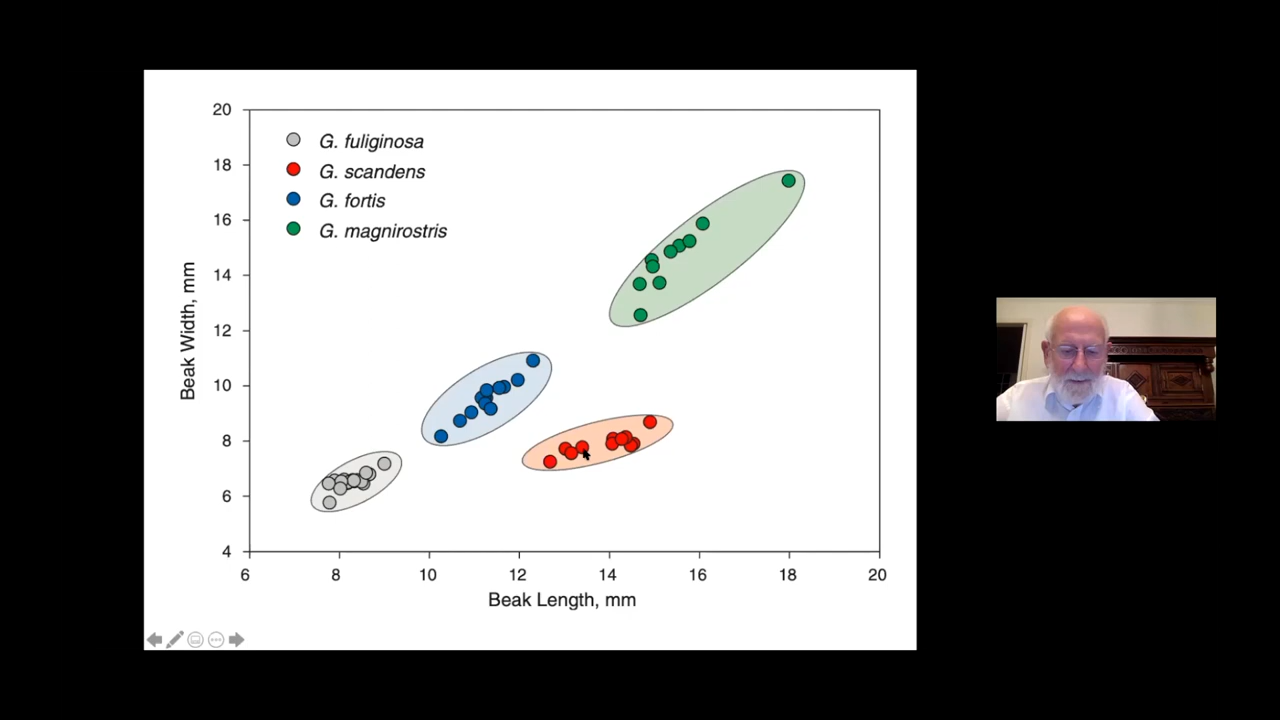 20
18
16
14
12
10
8
6
4
Beak Width, mm
G. fuliginosa
G. scandens
G. fortis
G. magnirostris
6 8 10 12 14 16 18 20
Beak Length, mm